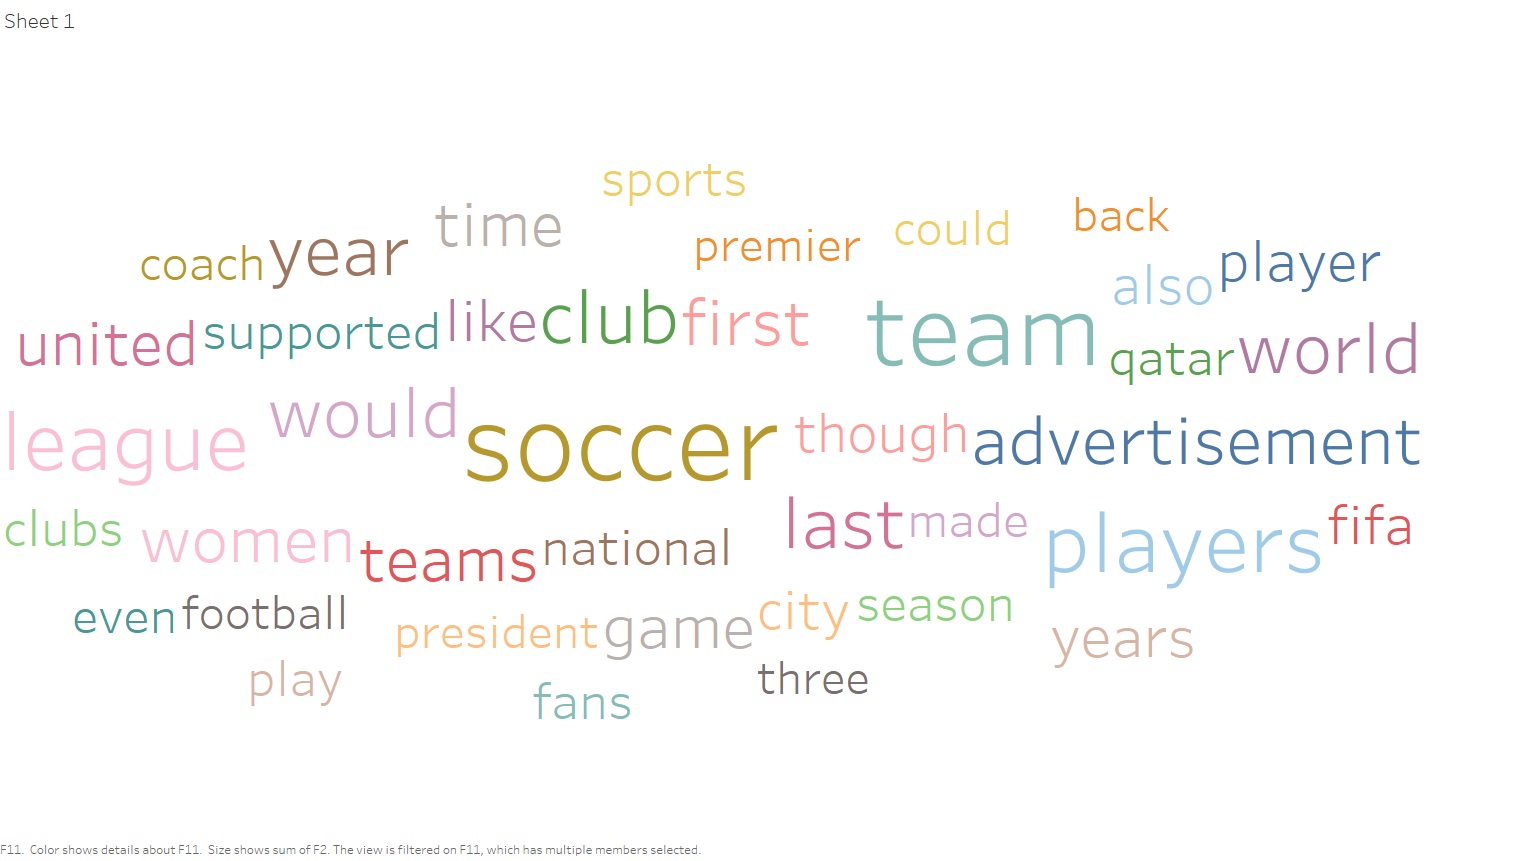 Sheet 1
sports
time
back
could
premier
coach year
player
also
club
like
first
team
supported
united
world
qatar
would
league
soccer
though
advertisement
clubs
women
teams
national
last
made
players
fifa
even
football
president
game
city
season
years
play
three
fans
F11. Color shows details about F11. Size shows sum of F2. The view is filtered on F11, which has multiple members selected.